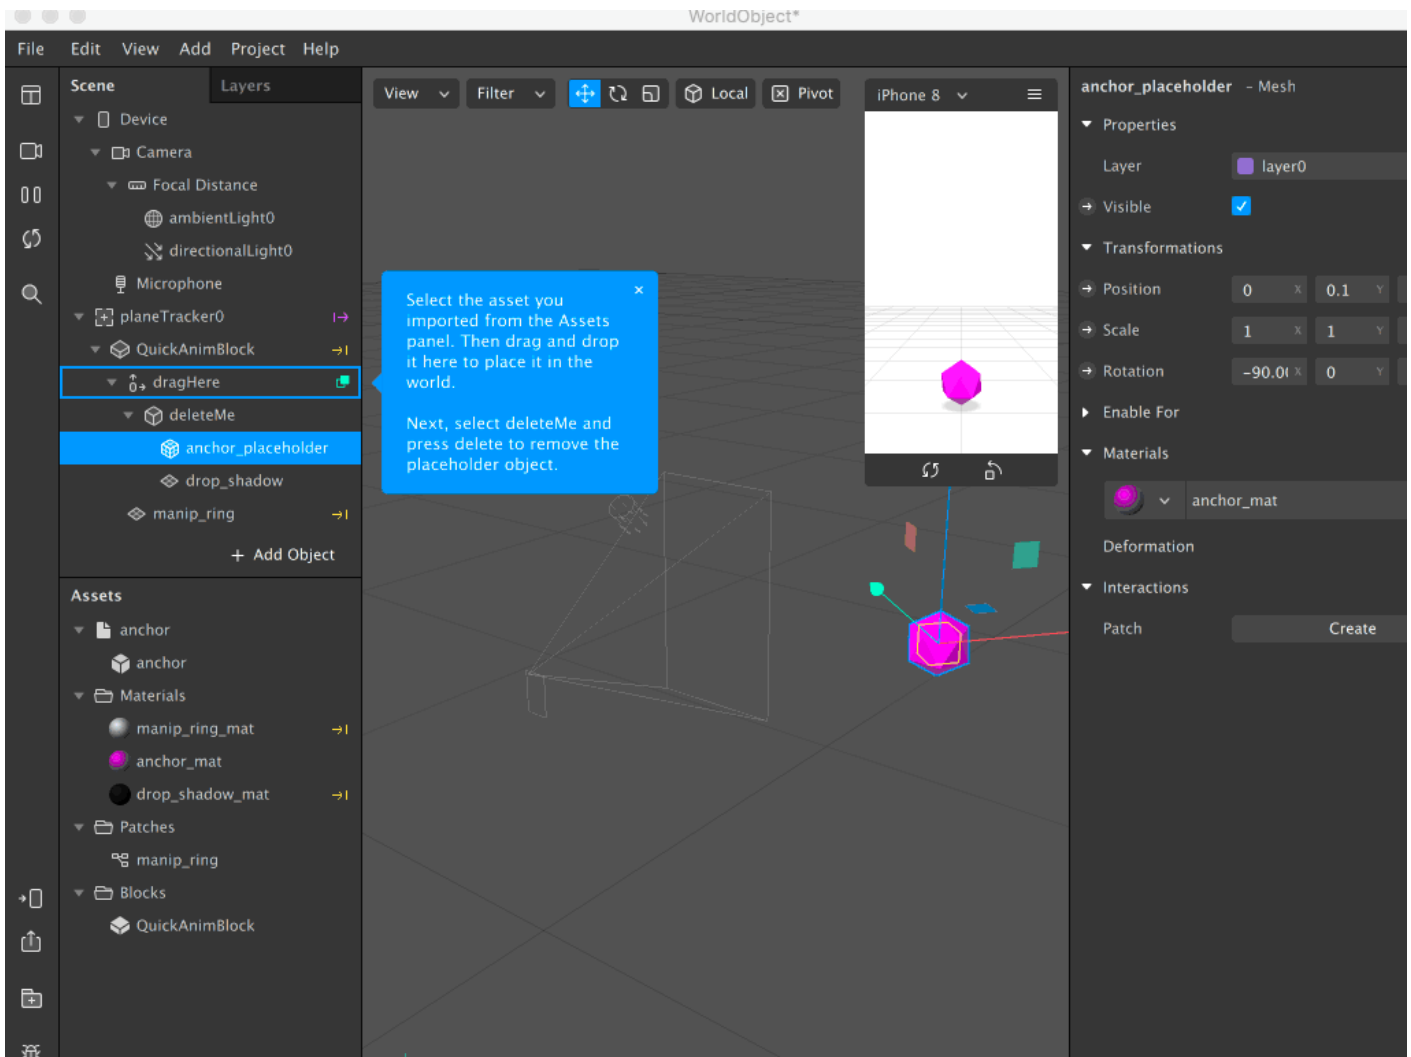 WorldObject*
File Edit View Add Project Help
Scene Layers
Device
Camera
Focal Distance
ambientLight0
directionalLight0
Microphone
planeTracker0
QuickAnimBlock
dragHere
deleteMe
anchor_placeholder
drop_shadow
manip_ring
+ Add Object
Assets
anchor
anchor
Materials
manip_ring_mat
anchor_mat
drop_shadow_mat
Patches
manip_ring
Blocks
QuickAnimBlock
View Filter Local Pivot
Select the asset you
imported from the Assets
panel. Then drag and drop
it here to place it in the
world.
Next, select deleteMe and
press delete to remove the
placeholder object.
iPhone 8
anchor_placeholder - Mesh
Properties
Layer layer0
Visible
Transformations
Position 0 X 0.1 Y
Scale 1 X 1 Y
Rotation X 0 Y
Enable For
Materials
anchor_mat
Deformation
Interactions
Patch Create